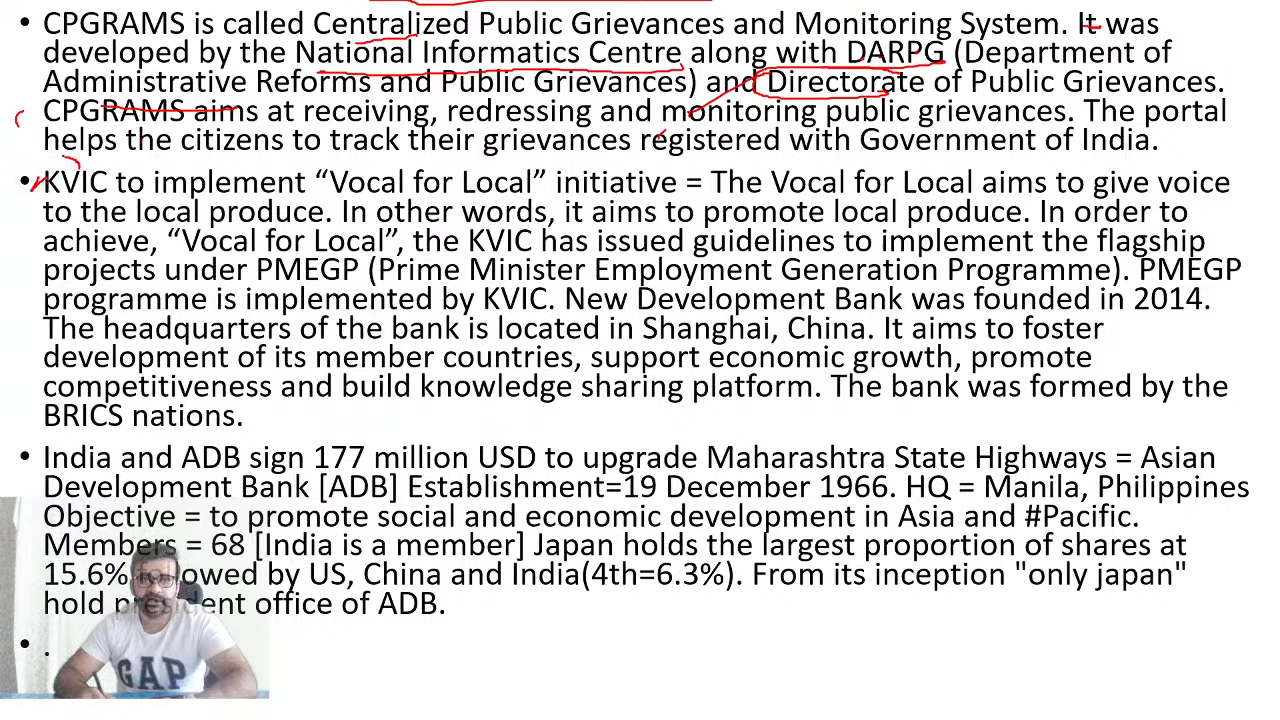 • CPGRAMS is called Centralized Public Grievances and Monitoring System. It was
developed by the National Informatics Centre along with DARPG (Department of
Administrative Reforms and Public Grievances) and Directorate of Public Grievances.
CPGRAMS aims at receiving, redressing and monitoring public grievances. The portal
helps the citizens to track their grievances registered with Government of India.
• KVIC to implement “Vocal for Local” initiative = The Vocal for Local aims to give voice
to the local produce. In other words, it aims to promote local produce. In order to
achieve, “Vocal for Local”, the KVIC has issued guidelines to implement the flagship
projects under PMEGP (Prime Minister Employment Generation Programme). PMEGP
programme is implemented by KVIC. New Development Bank was founded in 2014.
The headquarters of the bank is located in Shanghai, China. It aims to foster
development of its member countries, support economic growth, promote
competitiveness and build knowledge sharing platform. The bank was formed by the
BRICS nations.
• India and ADB sign 177 million USD to upgrade Maharashtra State Highways = Asian
Development Bank [ADB] Establishment=19 December 1966. HQ = Manila, Philippines
Objective = to promote social and economic development in Asia and #Pacific.
Members = 68 [India is a member] Japan holds the largest proportion of shares at
15.6% by US, China and India(4th=6.3%). From its inception "only japan"
hold president office of ADB.
• .
GAP